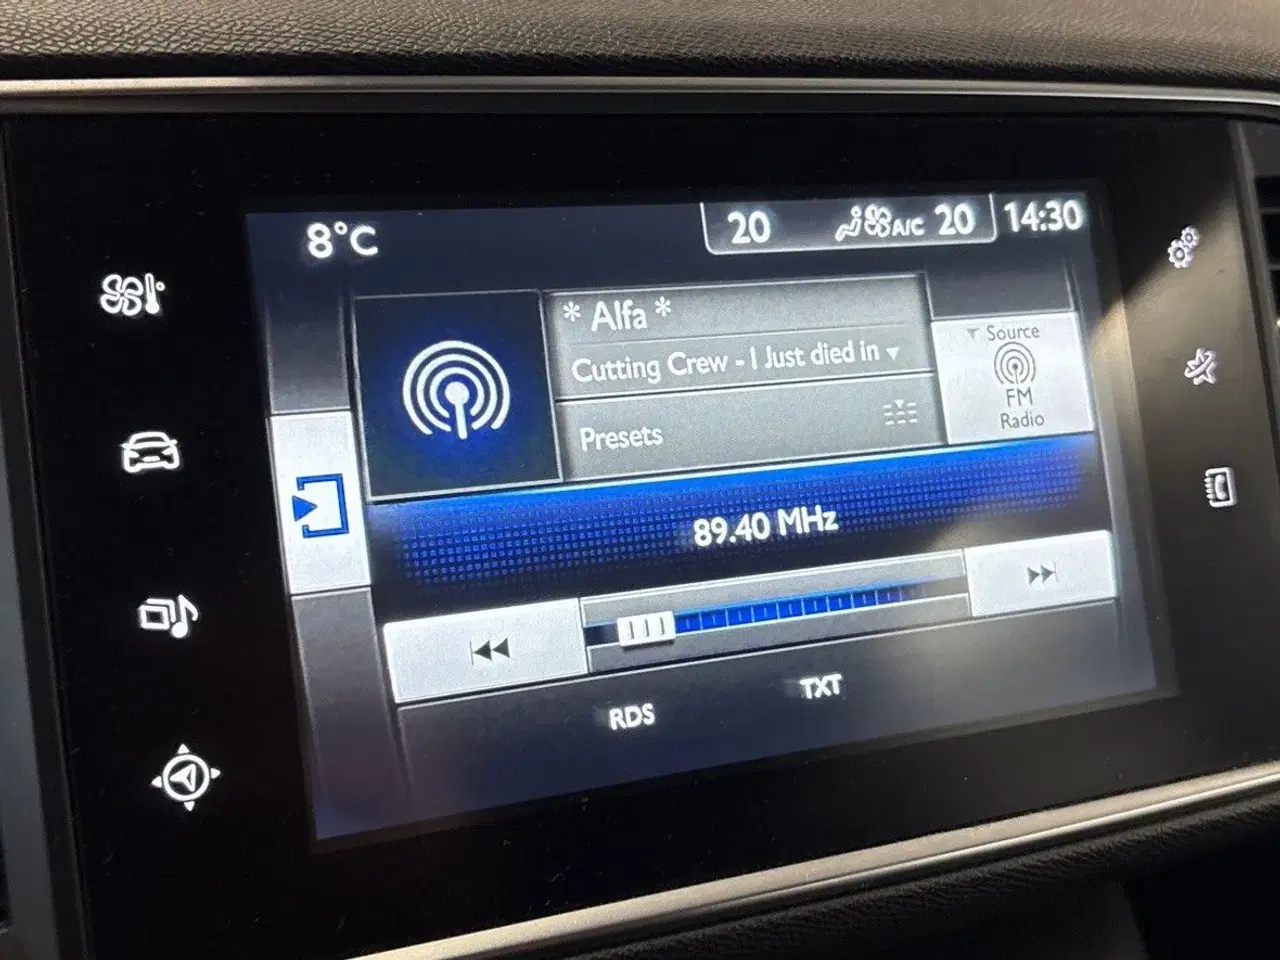 8°C
20
A/C 20
14:30
* Alfa *
Cutting Crew - I Just died in
Presets
Source
FM
Radio
89.40 MHz
RDS
TXT